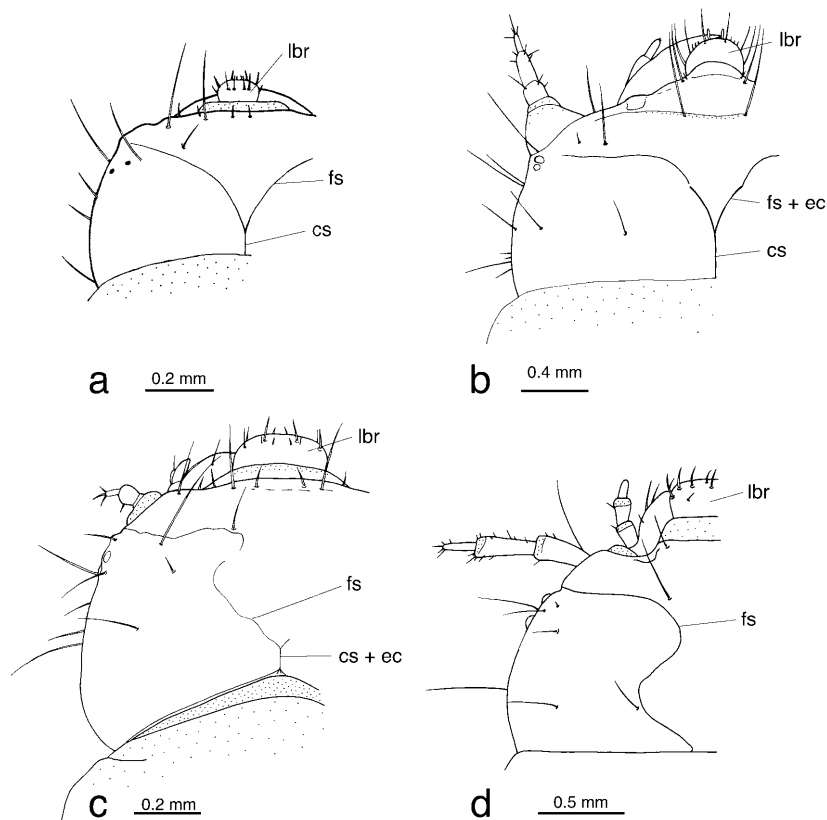 lbr
fs
cs
a
0.2 mm
lbr
fs + ec
cs
b
0.4 mm
lbr
fs
cs + ec
c
0.2 mm
lbr
fs
d
0.5 mm